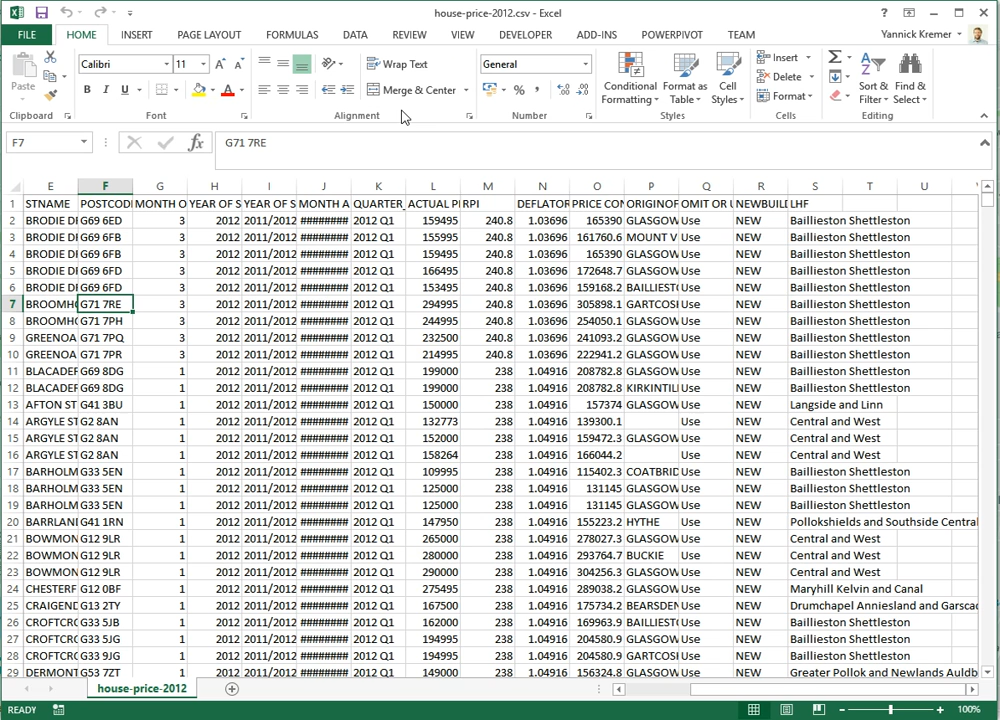 house-price-2012.csv - Excel
?
FILE HOME INSERT PAGE LAYOUT FORMULAS DATA REVIEW VIEW DEVELOPER ADD-INS POWERPIVOT TEAM Yannick Kremer
Paste Calibri 11 A A Wrap Text General Conditional Formatting Format as Table Cell Styles Insert Sort & Filter Find & Select
B I U A Merge & Center % , Delete
Format
Clipboard Font Alignment Number Styles Cells Editing
F7 fx G71 7RE
E F G H I J K L M N O P Q R S T U
1 STNAME POSTCODE MONTH O YEAR OF S YEAR OF S MONTH A QUARTER_ ACTUAL PI RPI DEFLATOR PRICE CON ORIGINOF OMIT OR U NEWBUILD LHF
2 BRODIE DI G69 6ED 3 2012 2011/2012 ######## 2012 Q1 159495 240.8 1.03696 165390 GLASGOW Use NEW Baillieston Shettleston
3 BRODIE DI G69 6FB 3 2012 2011/2012 ######## 2012 Q1 155995 240.8 1.03696 161760.6 MOUNT V Use NEW Baillieston Shettleston
4 BRODIE DI G69 6FB 3 2012 2011/2012 ######## 2012 Q1 159495 240.8 1.03696 165390 GLASGOW Use NEW Baillieston Shettleston
5 BRODIE DI G69 6FD 3 2012 2011/2012 ######## 2012 Q1 166495 240.8 1.03696 172648.7 GLASGOW Use NEW Baillieston Shettleston
6 BRODIE DI G69 6FD 3 2012 2011/2012 ######## 2012 Q1 153495 240.8 1.03696 159168.2 BAILLIEST Use NEW Baillieston Shettleston
7 BROOMHO G71 7RE 3 2012 2011/2012 ######## 2012 Q1 294995 240.8 1.03696 305898.1 GARTCOSI Use NEW Baillieston Shettleston
8 BROOMHO G71 7PH 3 2012 2011/2012 ######## 2012 Q1 244995 240.8 1.03696 254050.1 GLASGOW Use NEW Baillieston Shettleston
9 GREENOA G71 7PQ 3 2012 2011/2012 ######## 2012 Q1 232500 240.8 1.03696 241093.2 GLASGOW Use NEW Baillieston Shettleston
10 GREENOA G71 7PR 3 2012 2011/2012 ######## 2012 Q1 214995 240.8 1.03696 222941.2 GLASGOW Use NEW Baillieston Shettleston
11 BLACADER G69 8DG 1 2012 2011/2012 ######## 2012 Q1 199000 238 1.04916 208782.8 GLASGOW Use NEW Baillieston Shettleston
12 BLACADER G69 8DG 1 2012 2011/2012 ######## 2012 Q1 199000 238 1.04916 208782.8 KIRKINTILL Use NEW Baillieston Shettleston
13 AFTON ST G41 3BU 1 2012 2011/2012 ######## 2012 Q1 150000 238 1.04916 157374 GLASGOW Use NEW Langside and Linn
14 ARGYLE ST G2 8AN 1 2012 2011/2012 ######## 2012 Q1 132773 238 1.04916 139300.1 Use NEW Central and West
15 ARGYLE ST G2 8AN 1 2012 2011/2012 ######## 2012 Q1 152000 238 1.04916 159472.3 GLASGOW Use NEW Central and West
16 ARGYLE ST G2 8AN 1 2012 2011/2012 ######## 2012 Q1 158264 238 1.04916 166044.2 Use NEW Central and West
17 BARHOLM G33 5EN 1 2012 2011/2012 ######## 2012 Q1 109995 238 1.04916 115402.3 COATBRID Use NEW Baillieston Shettleston
18 BARHOLM G33 5EN 1 2012 2011/2012 ######## 2012 Q1 125000 238 1.04916 131145 GLASGOW Use NEW Baillieston Shettleston
19 BARHOLM G33 5EN 1 2012 2011/2012 ######## 2012 Q1 125000 238 1.04916 131145 GLASGOW Use NEW Baillieston Shettleston
20 BARRLAND G41 1RN 1 2012 2011/2012 ######## 2012 Q1 147950 238 1.04916 155223.2 HYTHE Use NEW Pollokshields and Southside Central
21 BOWMON G12 9LR 1 2012 2011/2012 ######## 2012 Q1 265000 238 1.04916 278027.3 GLASGOW Use NEW Central and West
22 BOWMON G12 9LR 1 2012 2011/2012 ######## 2012 Q1 280000 238 1.04916 293764.7 BUCKIE Use NEW Central and West
23 BOWMON G12 9LR 1 2012 2011/2012 ######## 2012 Q1 290000 238 1.04916 304256.3 GLASGOW Use NEW Central and West
24 CHESTERF G12 0BF 1 2012 2011/2012 ######## 2012 Q1 275495 238 1.04916 289038.2 GLASGOW Use NEW Maryhill Kelvin and Canal
25 CRAIGEND G13 2TY 1 2012 2011/2012 ######## 2012 Q1 167500 238 1.04916 175734.2 BEARSDEN Use NEW Drumchapel Anniesland and Garscad
26 CROFTCRO G33 5JB 1 2012 2011/2012 ######## 2012 Q1 162000 238 1.04916 169963.9 BAILLIEST Use NEW Baillieston Shettleston
27 CROFTCRO G33 5JG 1 2012 2011/2012 ######## 2012 Q1 194995 238 1.04916 204580.9 GLASGOW Use NEW Baillieston Shettleston
28 CROFTCRO G33 9JG 1 2012 2011/2012 ######## 2012 Q1 194995 238 1.04916 204580.9 GARTCOSI Use NEW Baillieston Shettleston
29 DERMONT G53 7ZT 1 2012 2011/2012 ######## 2012 Q1 149000 238 1.04916 156324.8 GLASGOW Use NEW Greater Pollok and Newlands Auldb
house-price-2012
READY 100%